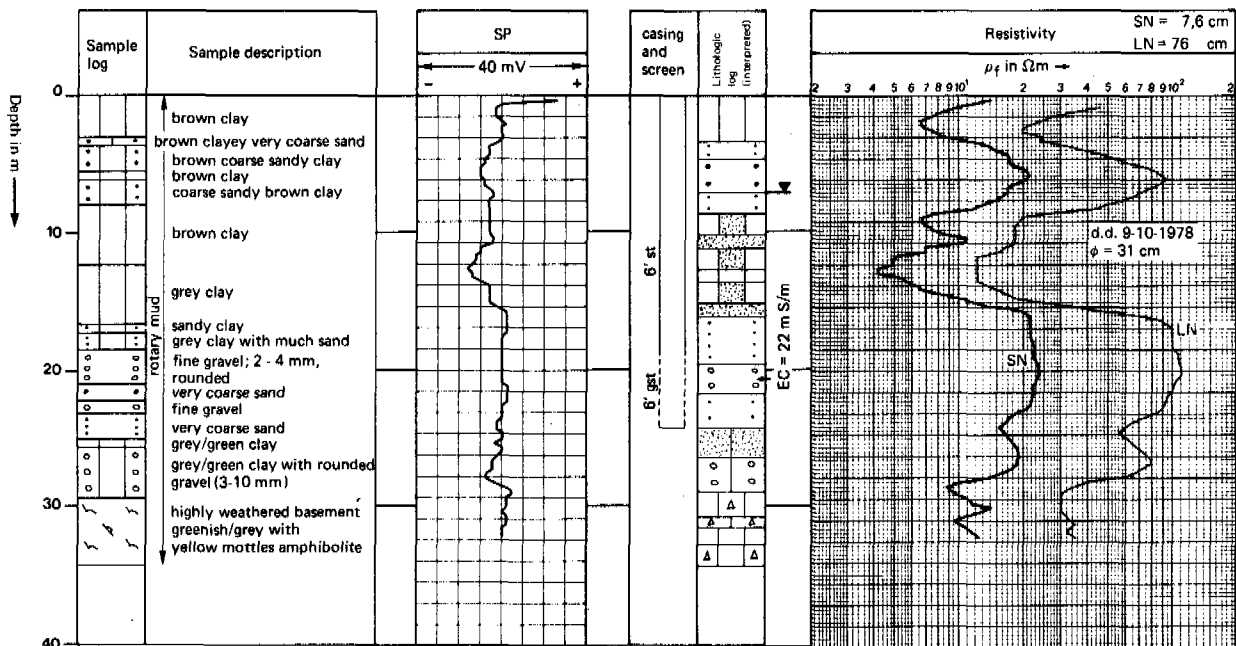 Sample
log
Sample description
SP
40 mV
–
+
casing
and
screen
Lithologic
log
(interpreted)
Resistivity
SN = 7,6 cm
LN = 76 cm
ρf in Ωm →
2 3 4 5 6 7 8 9 10¹ 2 3 4 5 6 7 8 9 10² 2
Depth in m
0
10
20
30
40
brown clay
brown clayey very coarse sand
brown coarse sandy clay
brown clay
coarse sandy brown clay
brown clay
grey clay
sandy clay
grey clay with much sand
fine gravel; 2 - 4 mm,
rounded
very coarse sand
fine gravel
very coarse sand
grey/green clay
grey/green clay with rounded
gravel (3-10 mm)
highly weathered basement
greenish/grey with
yellow mottles amphibolite
rotary mud
6' st
6' gst
EC = 22 m S/m
d.d. 9-10-1978
ϕ = 31 cm
LN
SN